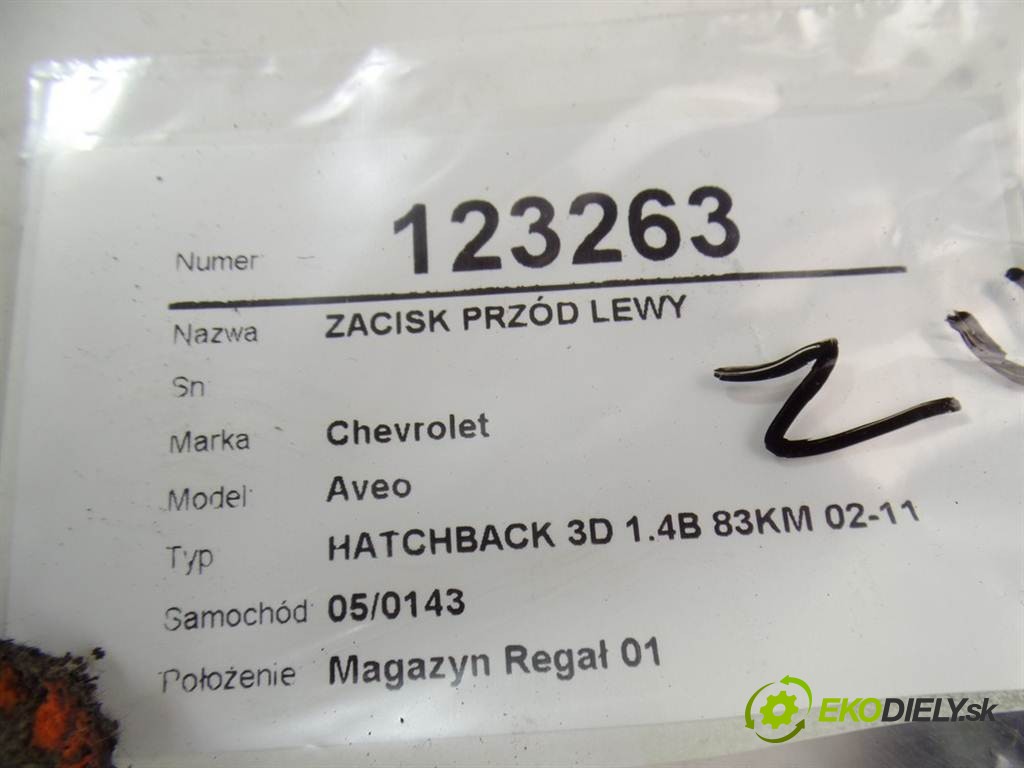 Numer 123263
Nazwa ZACISK PRZÓD LEWY
Sn
Marka Chevrolet
Model Aveo
Typ HATCHBACK 3D 1.4B 83KM 02-11
Samochód 05/0143
Położenie Magazyn Regał 01
EKODIELY.sk